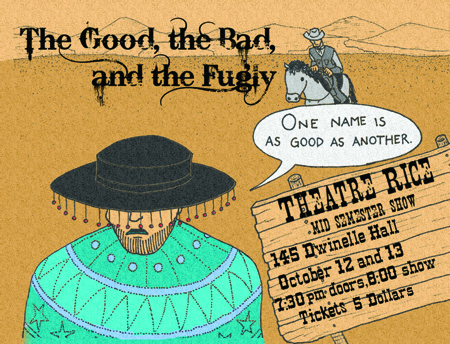 The Good, the Bad,
and the Fugly
ONE NAME IS
AS GOOD AS ANOTHER.
THEATRE RICE
MID SEMESTER SHOW
145 Dwinelle Hall
October 12 and 13
7:30 pm doors, 8:00 show
Tickets 5 Dollars